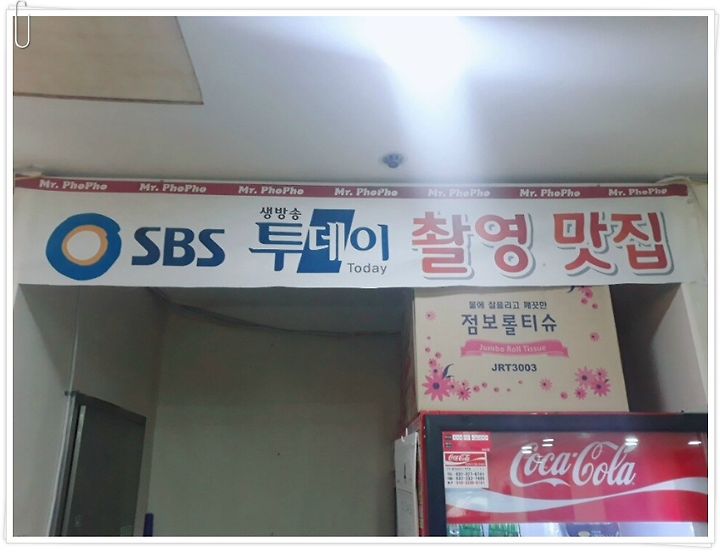 Mr. PhoPho Mr. PhoPho Mr. PhoPho Mr. PhoPho Mr. PhoPho Mr. PhoPho Mr. PhoPho
SBS 생방송 투데이 Today 촬영 맛집
물에 잘풀리고 깨끗한
점보롤티슈
Jumbo Roll Tissue
JRT3003
Coca-Cola
Coca-Cola